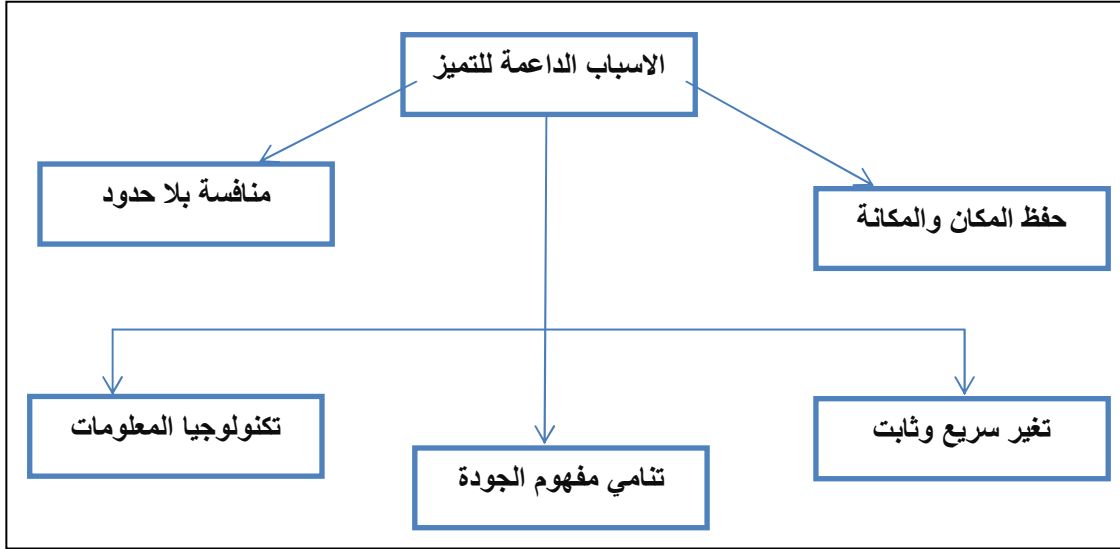 الاسباب الداعمة للتميز
منافسة بلا حدود
حفظ المكان والمكانة
تكنولوجيا المعلومات
تغير سريع وثابت
تنامي مفهوم الجودة